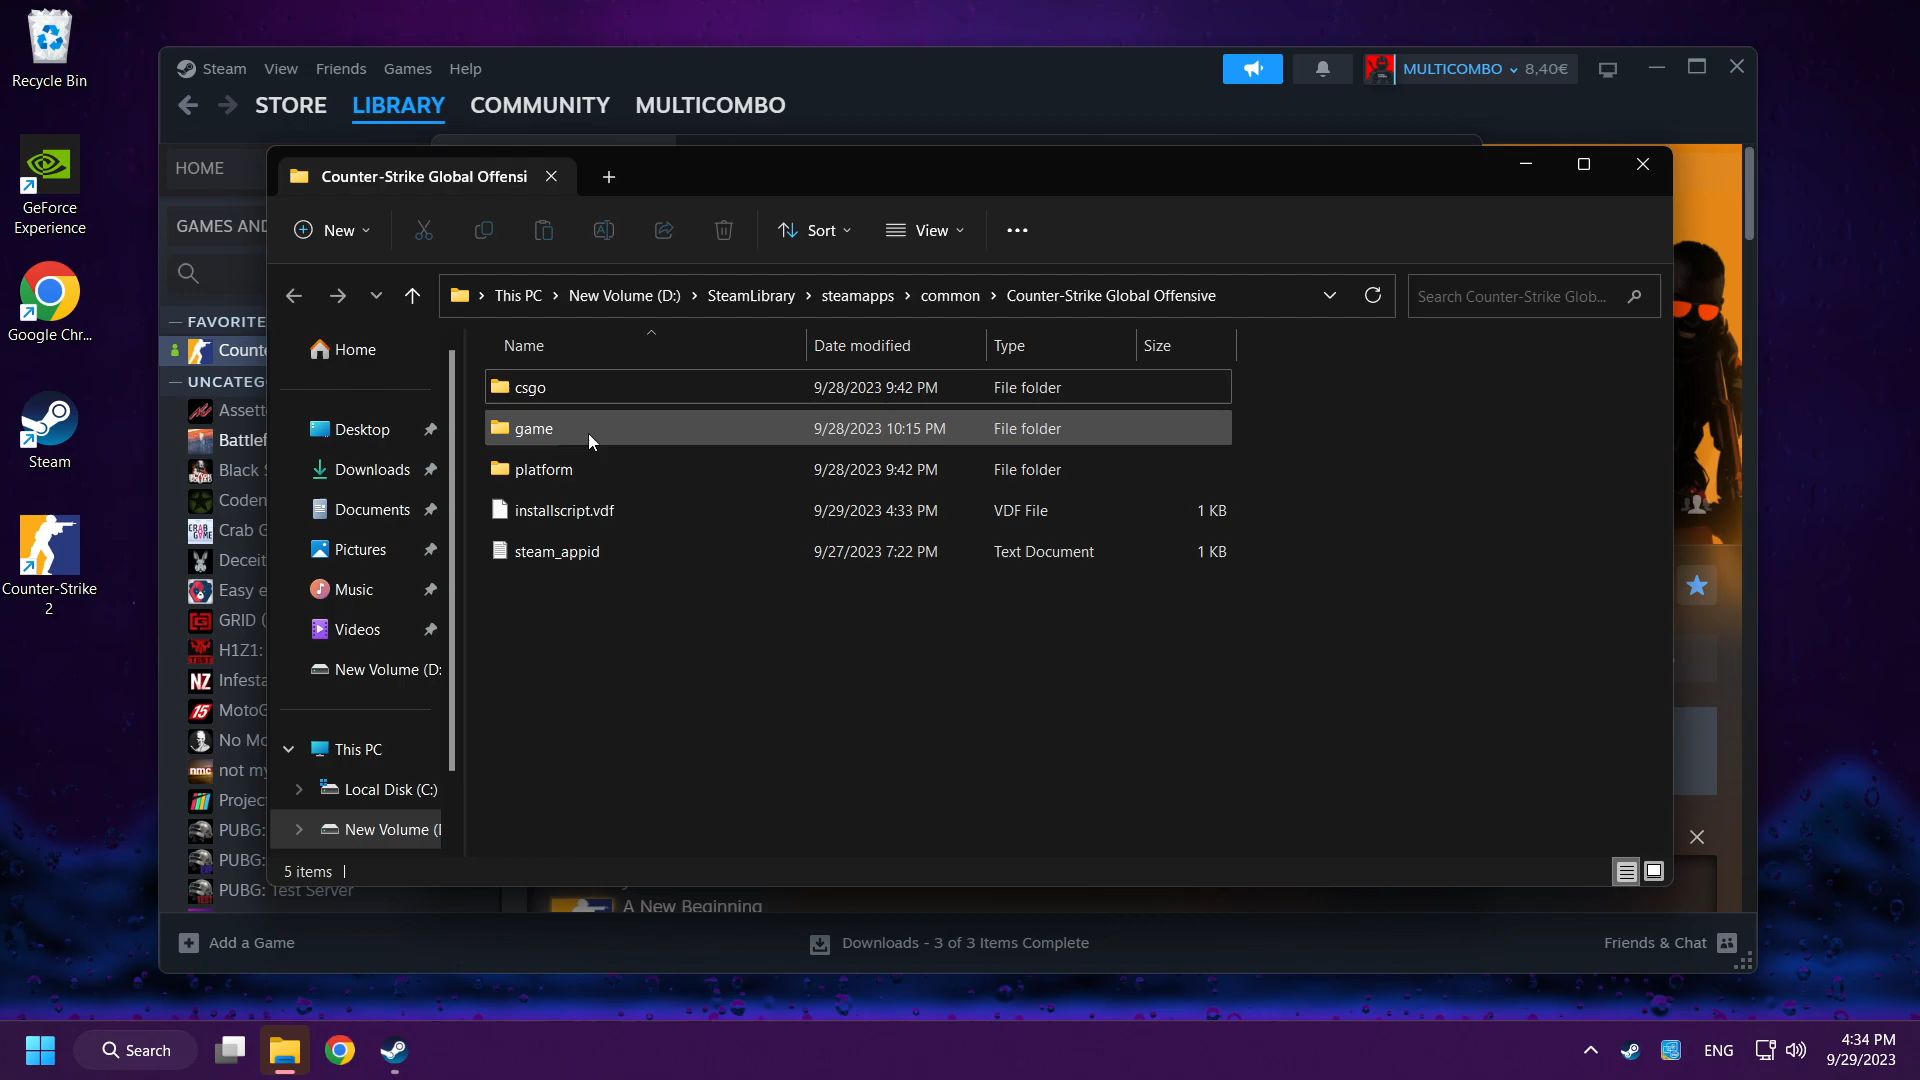 Recycle Bin
GeForce
Experience
Google Chr...
Steam
Counter-Strike
2
Steam View Friends Games Help
MULTICOMBO 8,40€
STORE LIBRARY COMMUNITY MULTICOMBO
HOME
GAMES AND
FAVORITE
Count
UNCATEG
Assett
Battlef
Black
Coden
Crab G
Deceit
Easy e
GRID (
H1Z1:
Infesta
MotoG
No Mo
not my
Project
PUBG:
PUBG:
PUBG: Test Server
Counter-Strike Global Offensi
New Sort View
This PC New Volume (D:) SteamLibrary steamapps common Counter-Strike Global Offensive
Search Counter-Strike Glob...
Home
Desktop
Downloads
Documents
Pictures
Music
Videos
New Volume (D:
This PC
Local Disk (C:)
New Volume (
Name Date modified Type Size
csgo 9/28/2023 9:42 PM File folder
game 9/28/2023 10:15 PM File folder
platform 9/28/2023 9:42 PM File folder
installscript.vdf 9/29/2023 4:33 PM VDF File 1 KB
steam_appid 9/27/2023 7:22 PM Text Document 1 KB
5 items
A New Beginning
Add a Game
Downloads - 3 of 3 Items Complete
Friends & Chat
Search
ENG
4:34 PM
9/29/2023